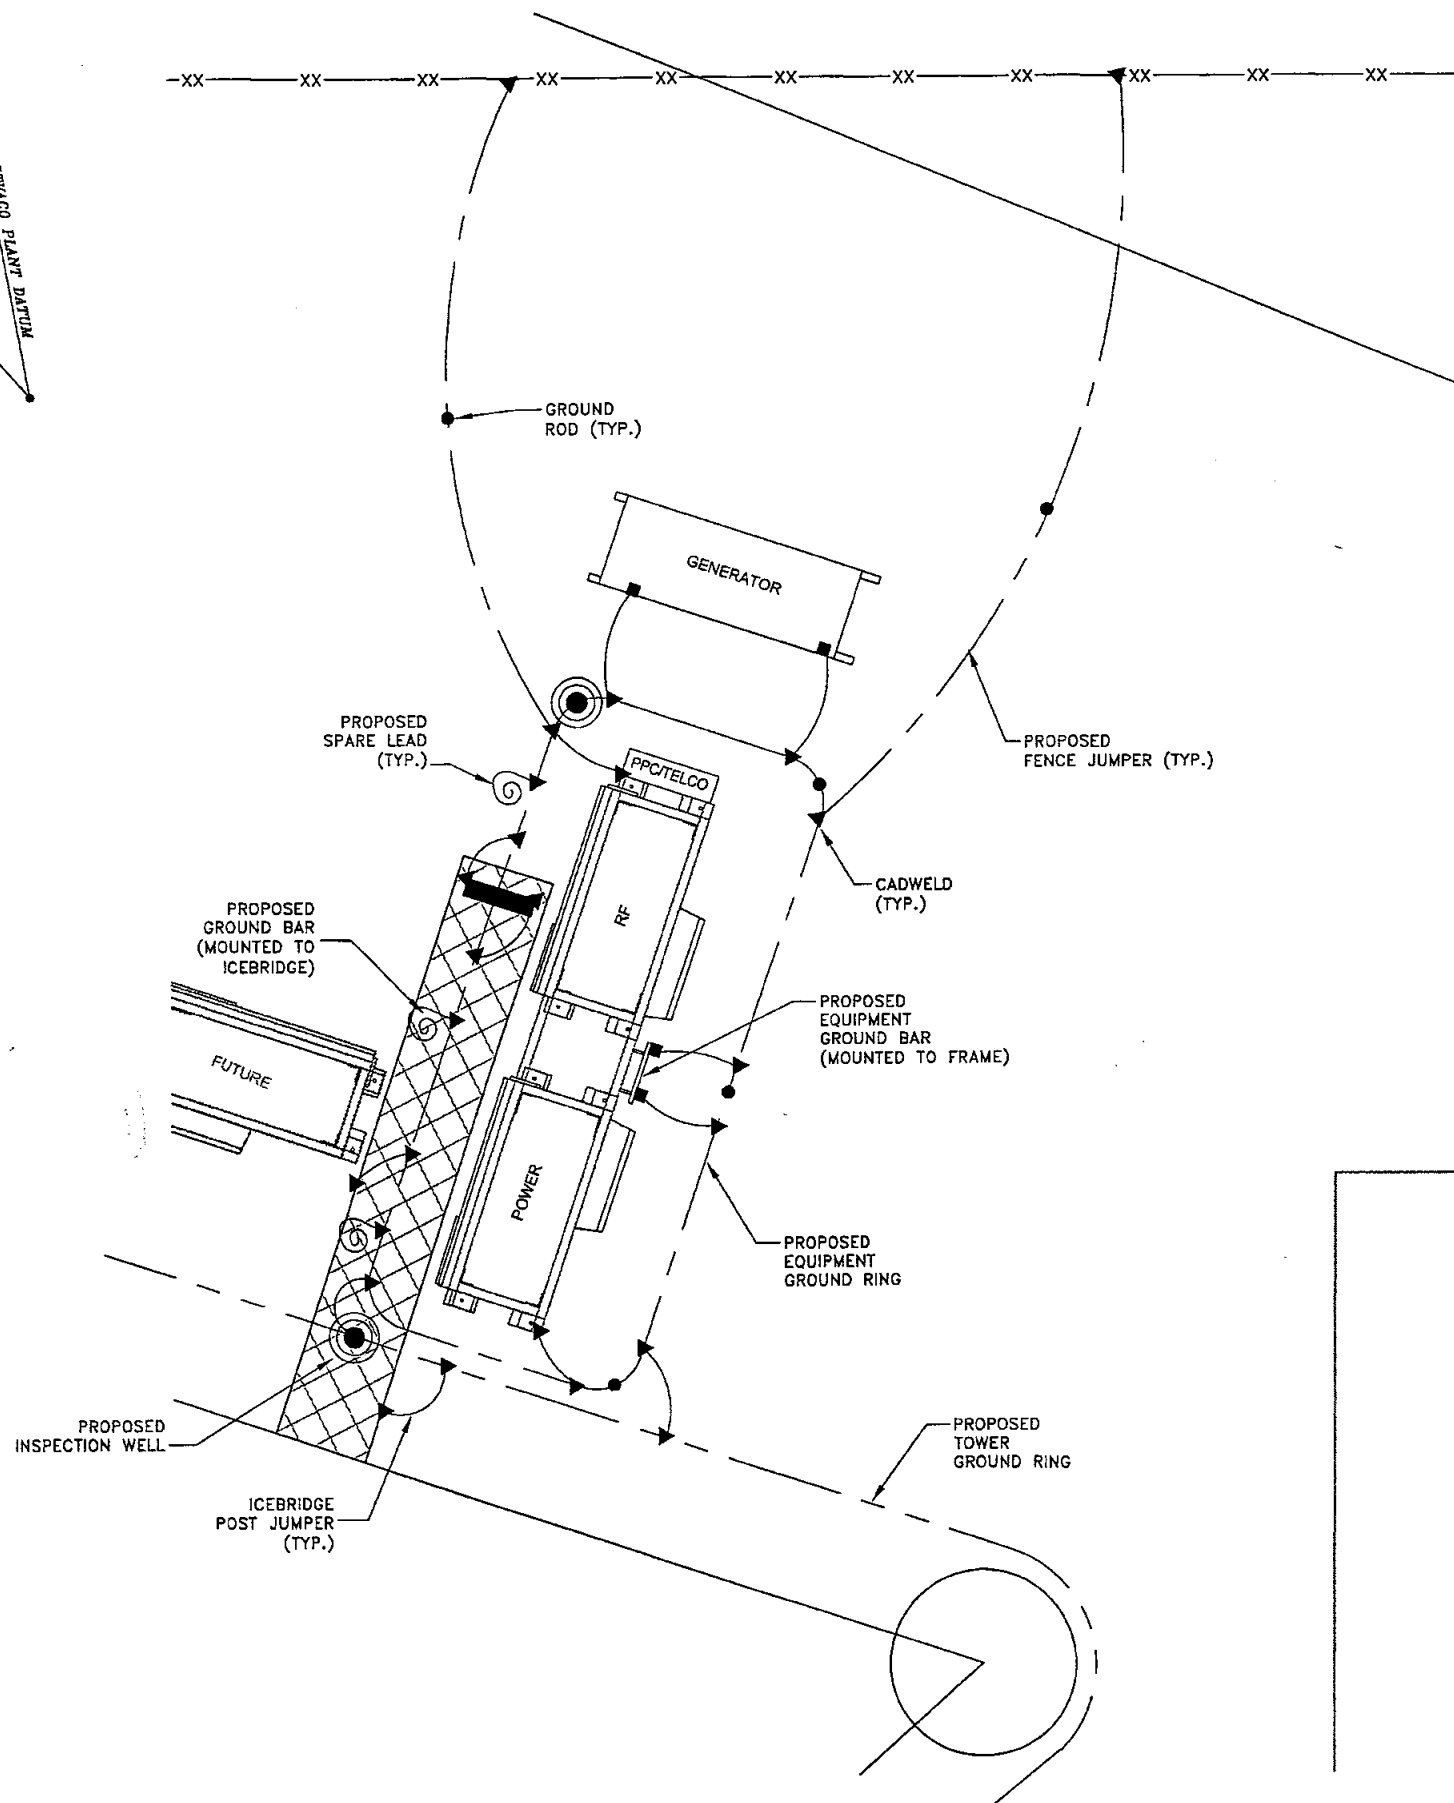 XX XX XX XX XX XX XX XX XX XX XX
PLANT DATUM
GROUND
ROD (TYP.)
GENERATOR
PROPOSED
SPARE LEAD
(TYP.)
PROPOSED
FENCE JUMPER (TYP.)
PPC/TELCO
RF
CADWELD
(TYP.)
PROPOSED
GROUND BAR
(MOUNTED TO
ICEBRIDGE)
PROPOSED
EQUIPMENT
GROUND BAR
(MOUNTED TO FRAME)
FUTURE
POWER
PROPOSED
EQUIPMENT
GROUND RING
PROPOSED
INSPECTION WELL
PROPOSED
TOWER
GROUND RING
ICEBRIDGE
POST JUMPER
(TYP.)